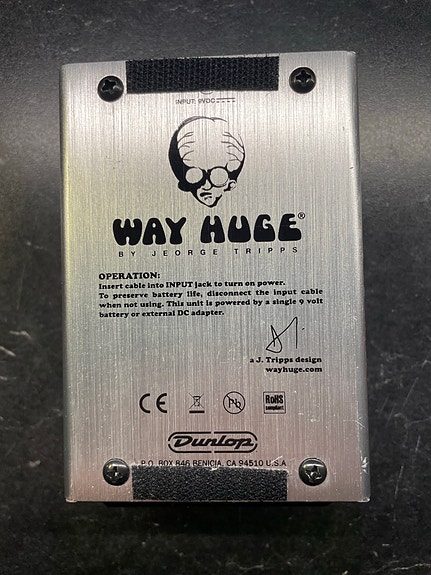 INPUT: 9VDC
WAY HUGE®
BY JEORGE TRIPPS
OPERATION:
Insert cable into INPUT jack to turn on power.
To preserve battery life, disconnect the input cable
when not using. This unit is powered by a single 9 volt
battery or external DC adapter.
a J. Tripps design
wayhuge.com
CE
Pb
RoHS
compliant
Dunlop
P.O. BOX 846 BENICIA, CA 94510 U.S.A